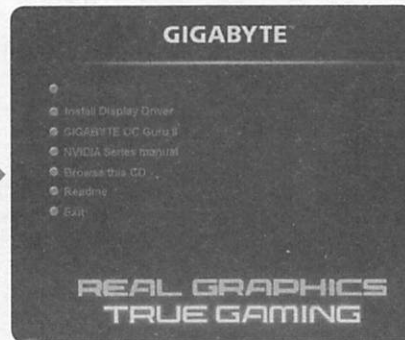 GIGABYTE™
Install Display Driver
GIGABYTE OC Guru II
NVIDIA Series manual
Browse this CD
Readme
Exit
REAL GRAPHICS
TRUE GAMING